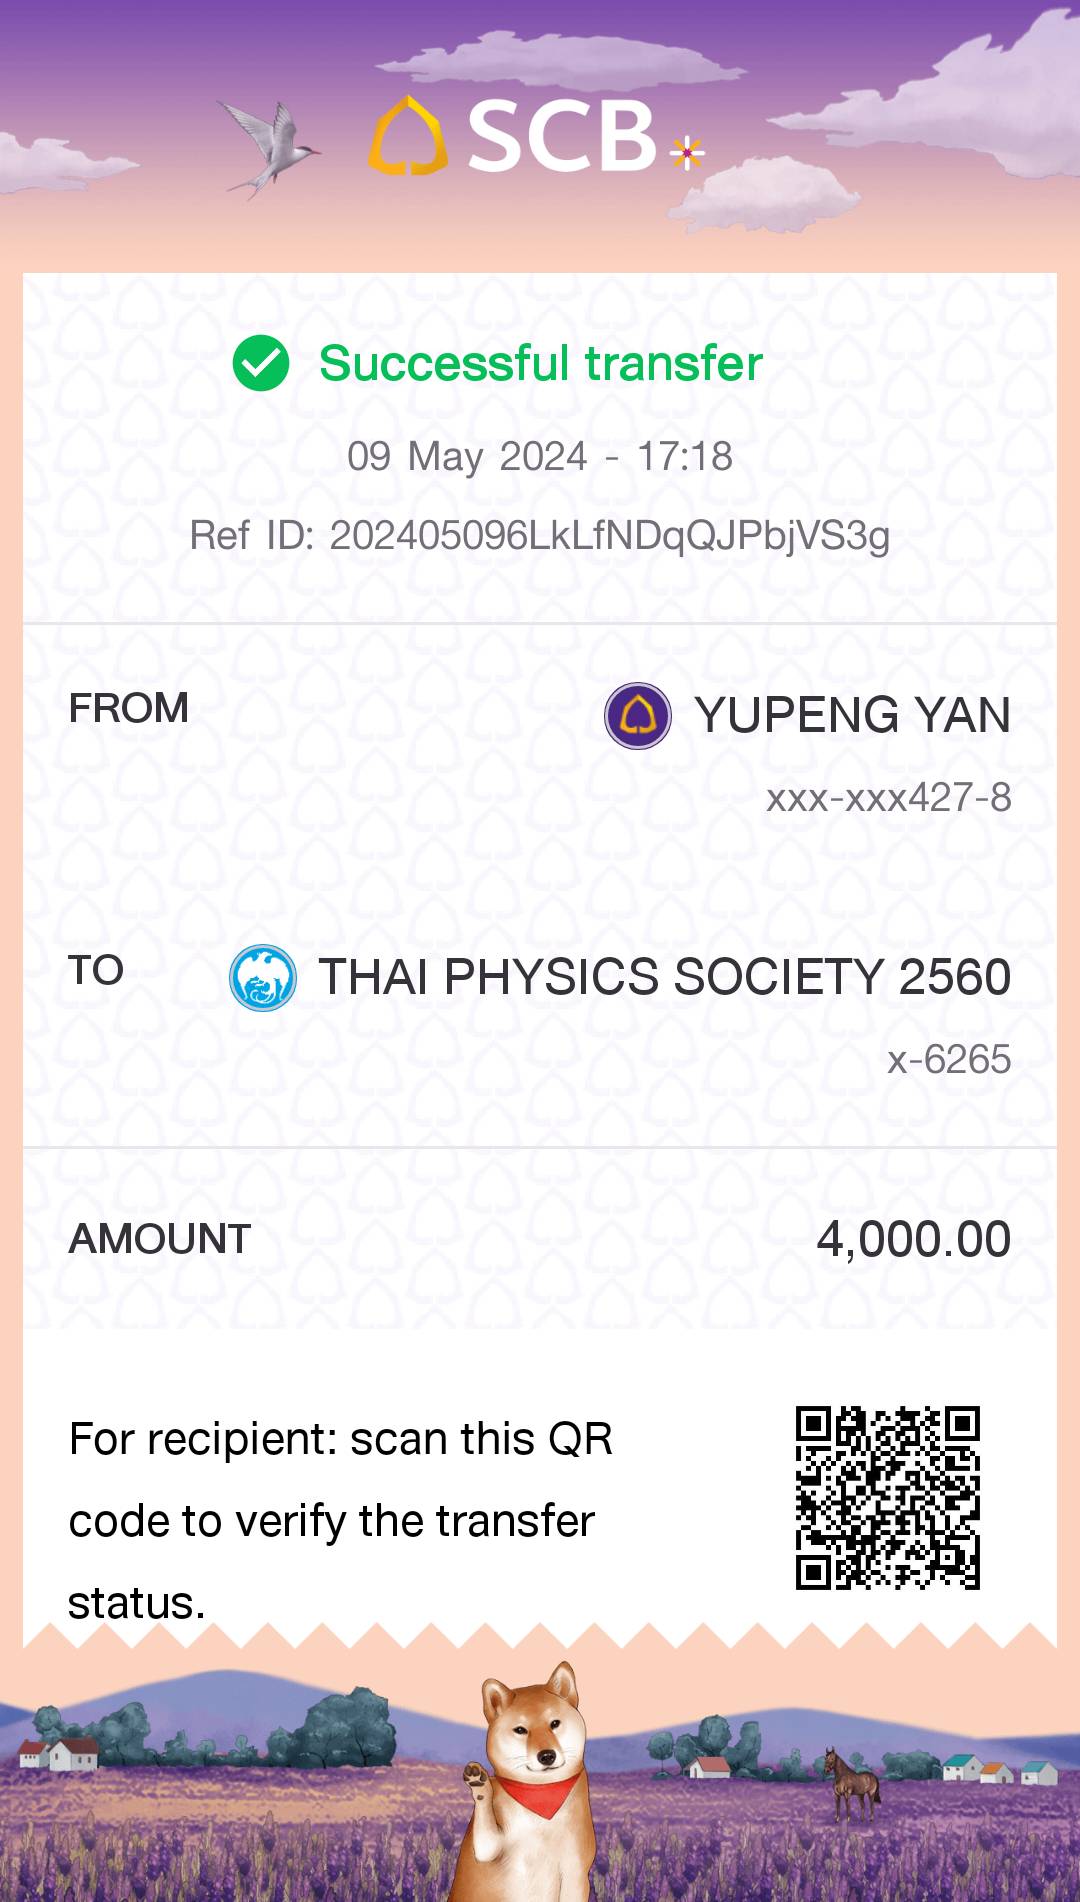 SCB
Successful transfer
09 May 2024 - 17:18
Ref ID: 202405096LkLfNDqQJPbjVS3g
FROM
YUPENG YAN
xxx-xxx427-8
TO
THAI PHYSICS SOCIETY 2560
x-6265
AMOUNT
4,000.00
For recipient: scan this QR
code to verify the transfer
status.